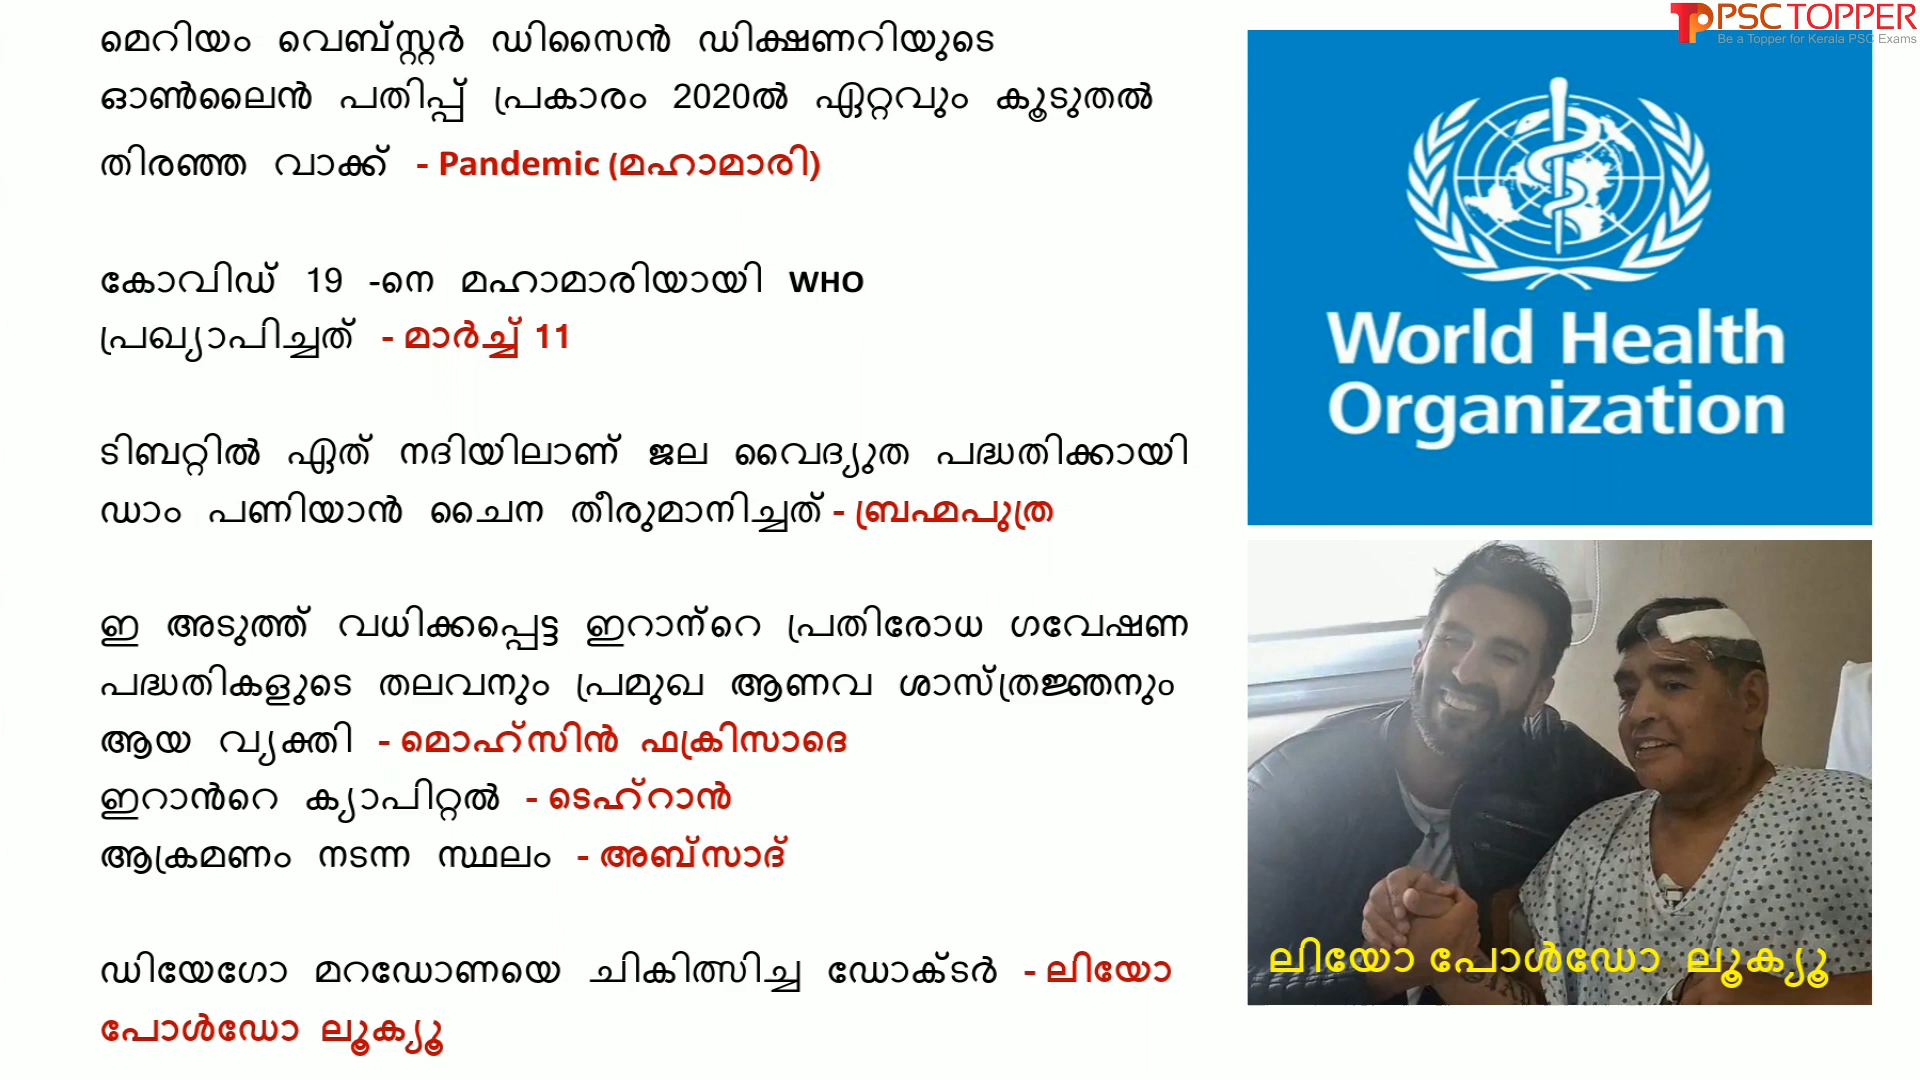 മെറിയം വെബ്സ്റ്റർ ഡിസൈൻ ഡിക്ഷണറിയുടെ
ഓൺലൈൻ പതിപ്പ് പ്രകാരം 2020ൽ ഏറ്റവും കൂടുതൽ
തിരഞ്ഞ വാക്ക് - Pandemic (മഹാമാരി)
കോവിഡ് 19 -നെ മഹാമാരിയായി WHO
പ്രഖ്യാപിച്ചത് - മാർച്ച് 11
ടിബറ്റിൽ ഏത് നദിയിലാണ് ജല വൈദ്യുത പദ്ധതിക്കായി
ഡാം പണിയാൻ ചൈന തീരുമാനിച്ചത് - ബ്രഹ്മപുത്ര
ഇ അടുത്ത് വധിക്കപ്പെട്ട ഇറാന്റെ പ്രതിരോധ ഗവേഷണ
പദ്ധതികളുടെ തലവനും പ്രമുഖ ആണവ ശാസ്ത്രജ്ഞനും
ആയ വ്യക്തി - മൊഹ്സിൻ ഫക്രിസാദെ
ഇറാൻറെ ക്യാപിറ്റൽ - ടെഹ്റാൻ
ആക്രമണം നടന്ന സ്ഥലം - അബ്സാദ്
ഡിയേഗോ മറഡോണയെ ചികിത്സിച്ച ഡോക്ടർ - ലിയോ
പോൾഡോ ലൂക്യൂ
PSC TOPPER
Be a Topper for Kerala PSC Exams
World Health
Organization
ലിയോ പോൾഡോ ലൂക്യൂ